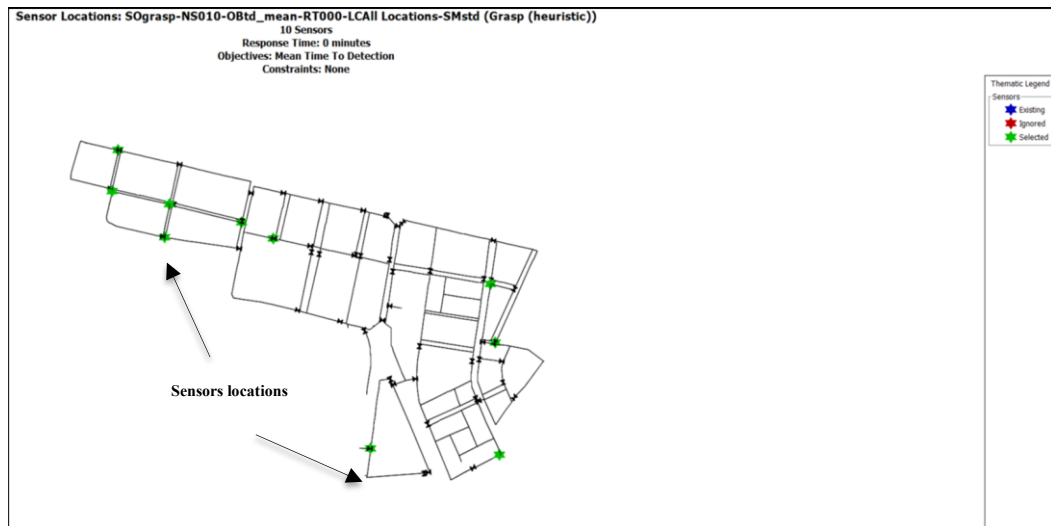 Sensor Locations: SOgrasp-NS010-OBtd_mean-RT000-LCAll Locations-SMstd (Grasp (heuristic))
10 Sensors
Response Time: 0 minutes
Objectives: Mean Time To Detection
Constraints: None
Thematic Legend
Sensors
Existing
Ignored
Selected
Sensors locations